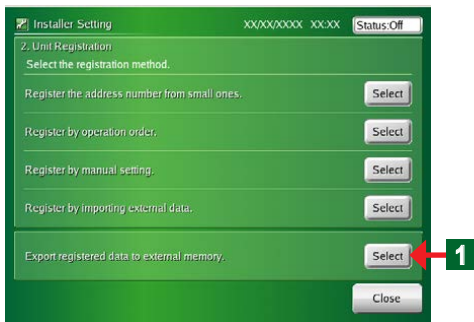 Installer Setting XX/XX/XXXX XX:XX Status:Off
2. Unit Registration
Select the registration method.
Register the address number from small ones. Select
Register by operation order. Select
Register by manual setting. Select
Register by importing external data. Select
Export registered data to external memory. Select 1
Close